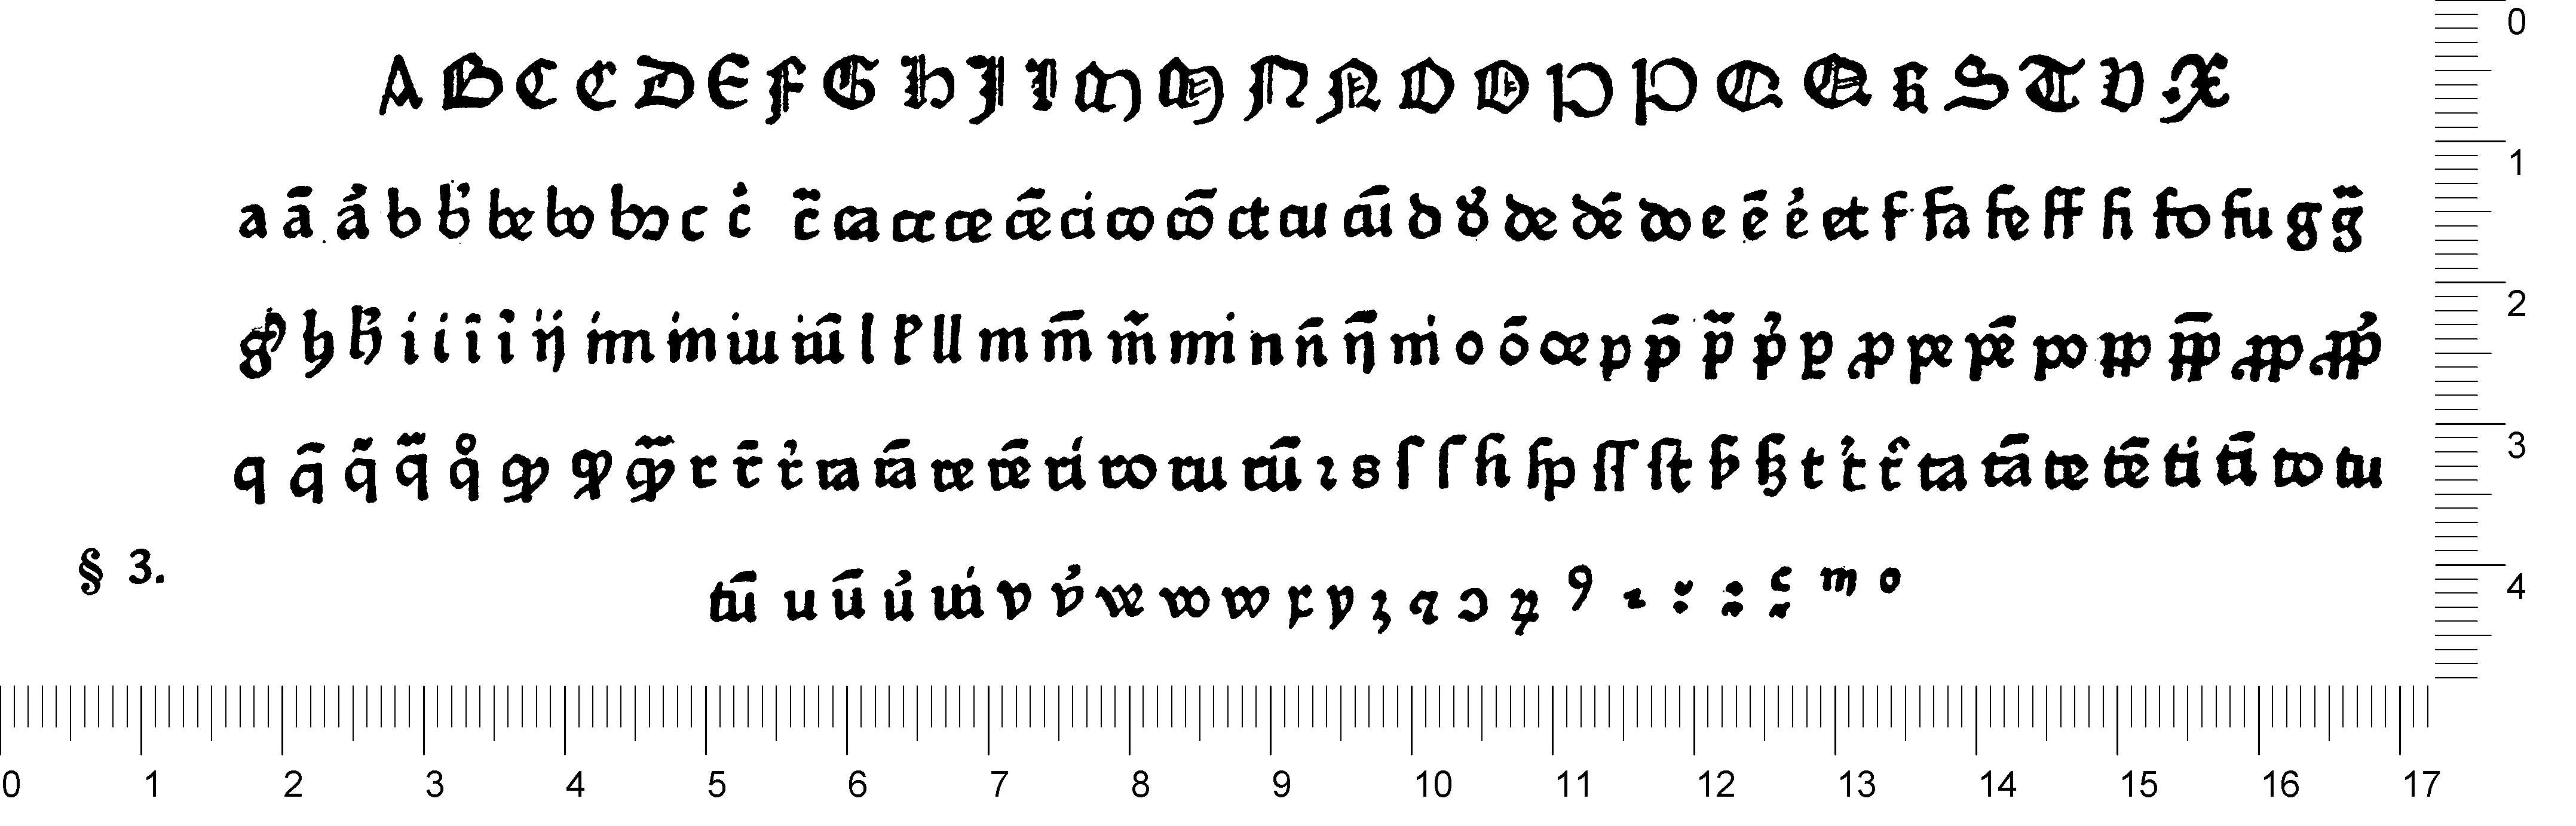 A B C C D E F G H I I M M N N O O P P Q Q R S T V X
a ā a̓ b b̓ be bo bꝛ c ċ c̃ ca cc ce cē ci co cō ct cu cū d d̓ de dē do e ē e̓ et f fa fe ff fi fo fu g g̃
ꝯ̃ h ħ i i ī î ij im in iu iū l ł ll m m̄ m̃ mi n n̄ n̄ ni o ō œ p p̄ p̃ p̓ ꝑ ꝓ pe pē po pp p̄p ꝓp ꝓp̓
q q̄ q̃ q̃ q̊ ꝙ ꝙ ꝙ̃ r r̄ r̓ ra rā re rē ri ro ru rū ꝛ s ſ ſ ſi ſp ſſ ſt ẜ ß t t̓ t̂ ta tā te tē ti tī to tu
§ 3.
tū u ū u̓ ui v v̓ ve vo w x y ꝫ ⁊ ꝯ ꝝ ꝰ m o
0 1 2 3 4
0 1 2 3 4 5 6 7 8 9 10 11 12 13 14 15 16 17